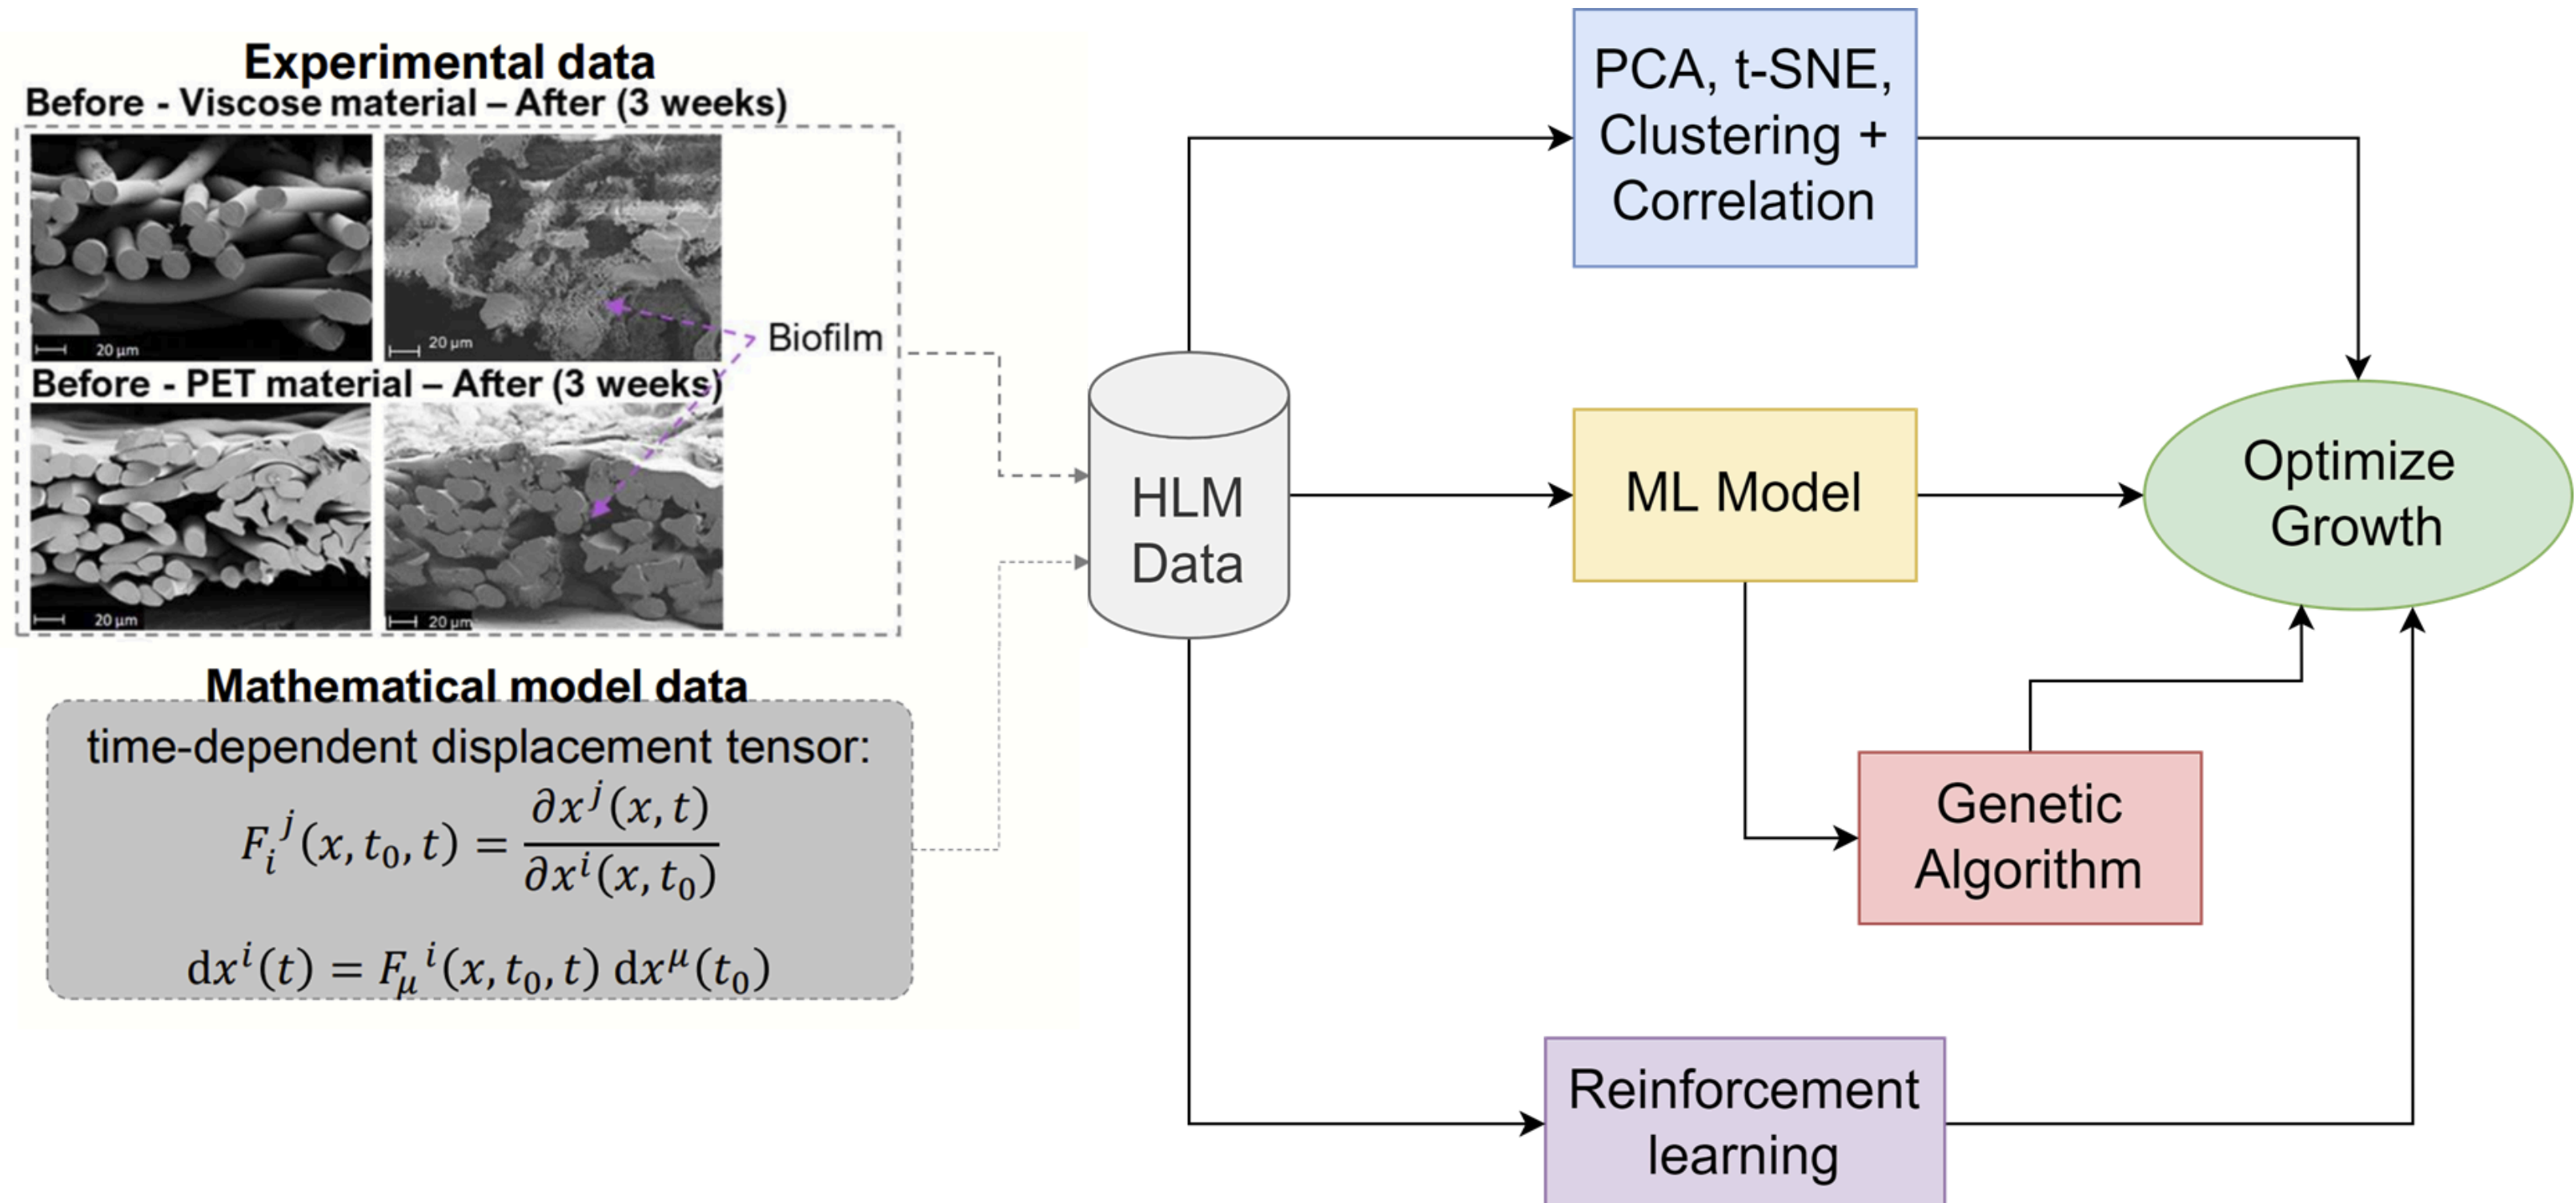 Experimental data
Before - Viscose material – After (3 weeks)
20 µm
20 µm
Biofilm
Before - PET material – After (3 weeks)
20 µm
20 µm
Mathematical model data
time-dependent displacement tensor:
F_i^j(x, t_0, t) = ∂x^j(x, t) / ∂x^i(x, t_0)
dx^i(t) = F_μ^i(x, t_0, t) dx^μ(t_0)
HLM
Data
PCA, t-SNE,
Clustering +
Correlation
ML Model
Optimize
Growth
Genetic
Algorithm
Reinforcement
learning